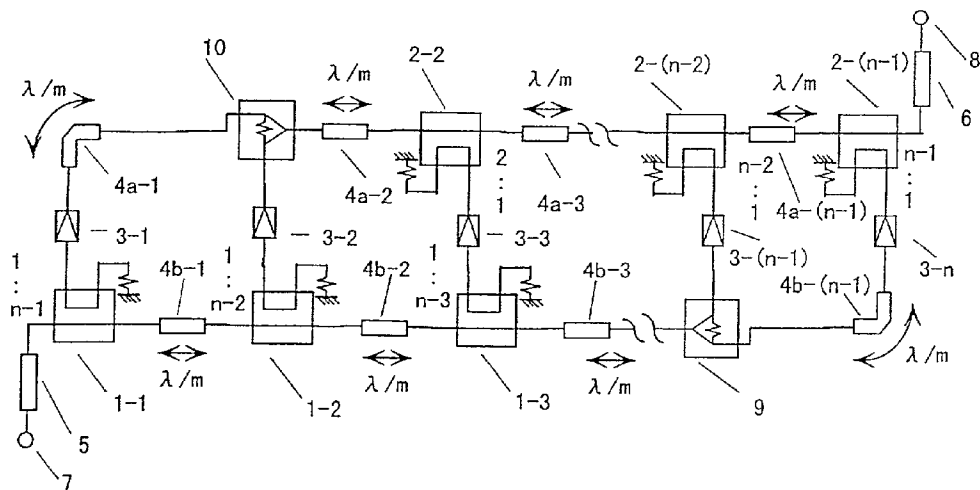 10
2-2
2-(n-2)
2-(n-1)
8
λ/m
λ/m
λ/m
λ/m
6
4a-1
4a-2
2
:
1
4a-3
n-2
:
1
4a-(n-1)
n-1
:
1
3-1
3-2
3-3
3-(n-1)
3-n
1
:
n-1
4b-1
1
:
n-2
4b-2
1
:
n-3
4b-3
4b-(n-1)
λ/m
λ/m
λ/m
λ/m
1-1
1-2
1-3
9
5
7